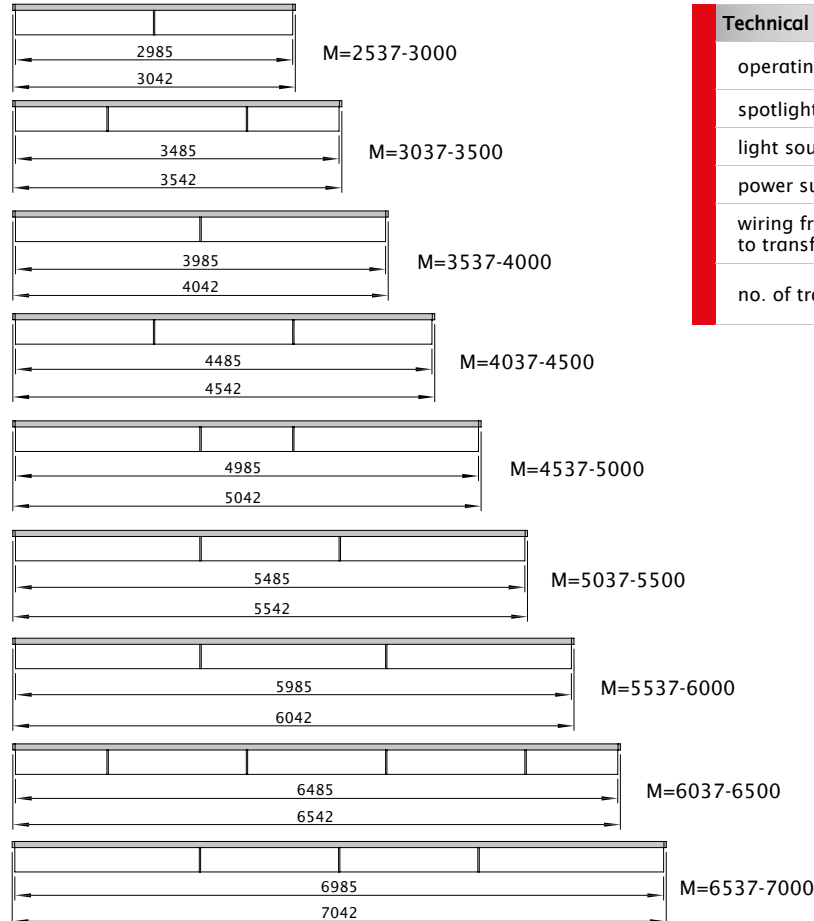 2985
M=2537-3000
3042
3485
M=3037-3500
3542
3985
M=3537-4000
4042
4485
M=4037-4500
4542
4985
M=4537-5000
5042
5485
M=5037-5500
5542
5985
M=5537-6000
6042
6485
M=6037-6500
6542
6985
M=6537-7000
7042
Technical
operatin
spotlight
light sou
power su
wiring fr
to transf
no. of tra